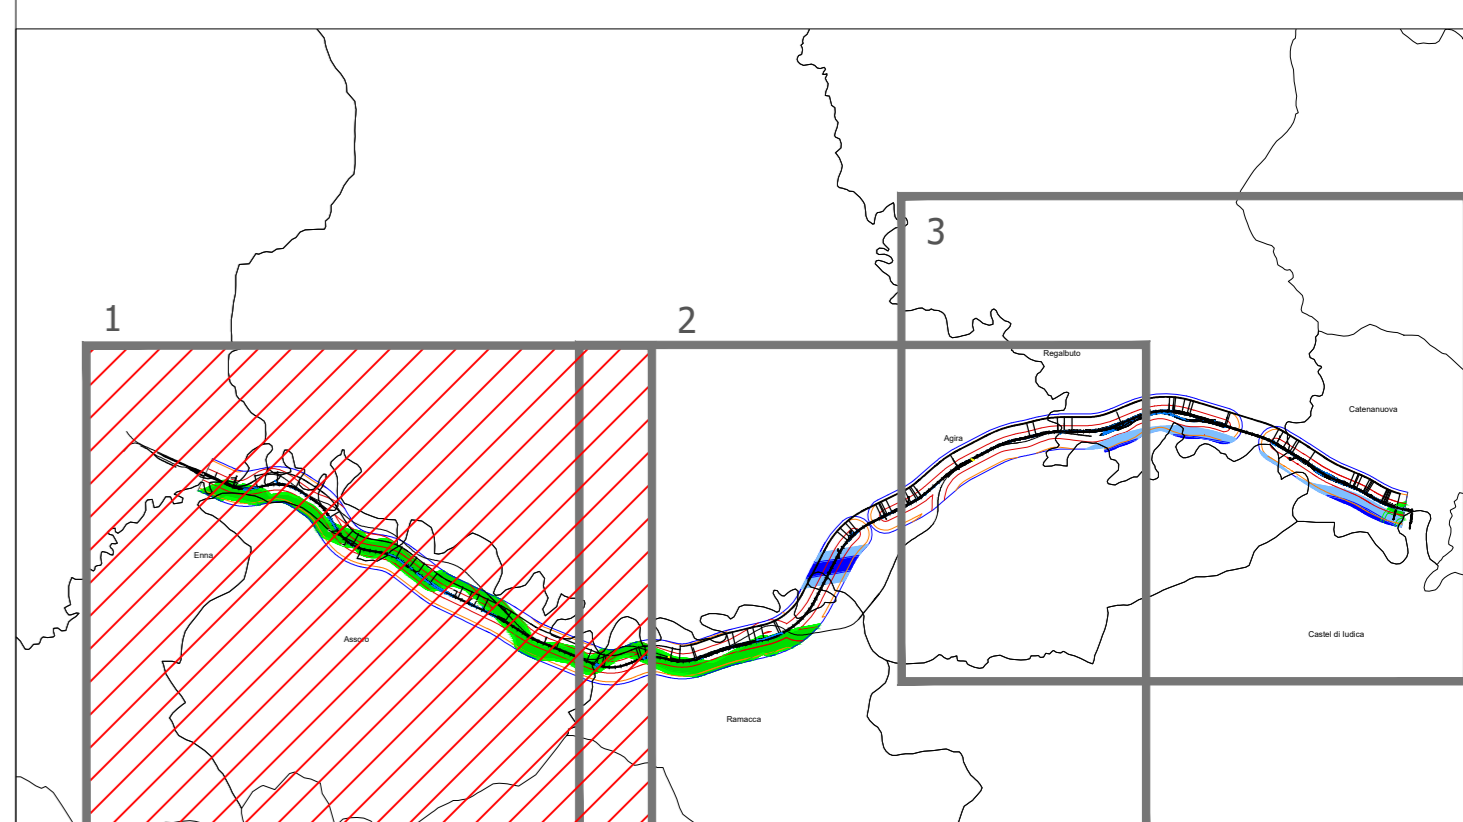 3
1
2
Regalbuto
Catenanuova
Agira
Enna
Assoro
Castel di Iudica
Ramacca